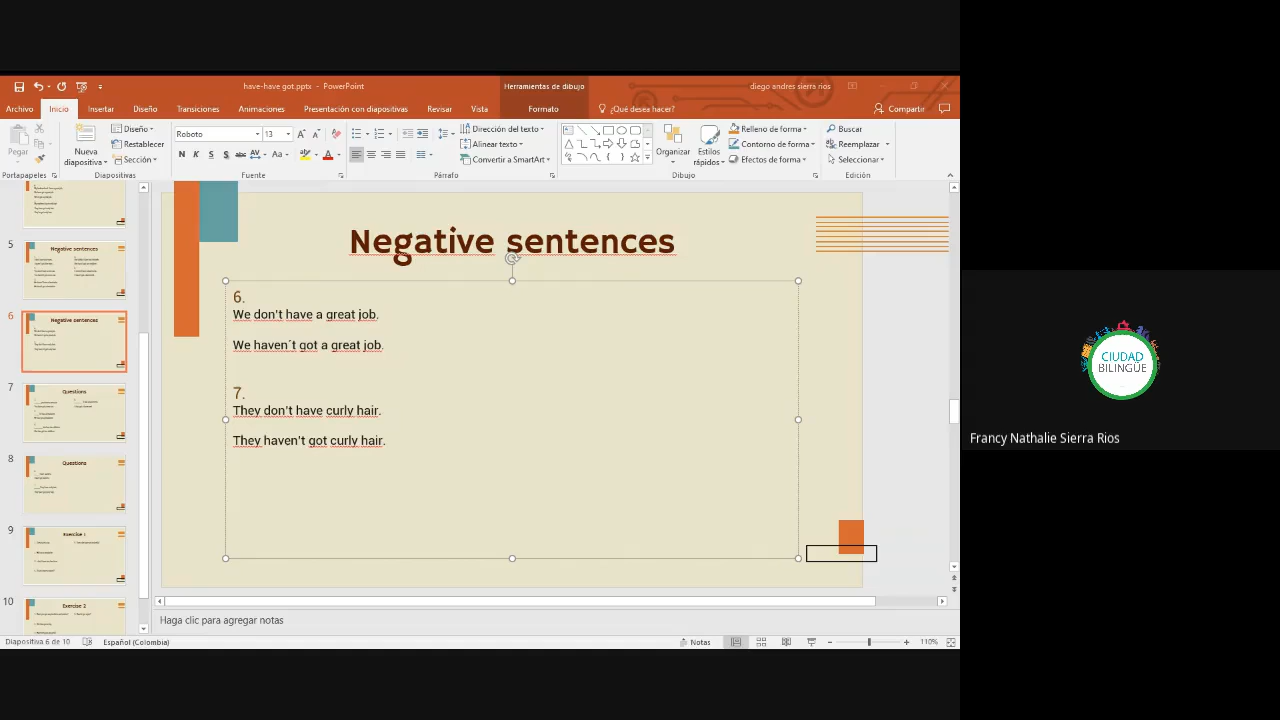 have-have got.pptx - PowerPoint
Herramientas de dibujo
diego andres sierra rios
Archivo Inicio Insertar Diseño Transiciones Animaciones Presentación con diapositivas Revisar Vista Formato ¿Qué desea hacer? Compartir
Pegar
Nueva
diapositiva
Diseño
Restablecer
Sección
Roboto 13
N K S S abc AV Aa A
Dirección del texto
Alinear texto
Convertir a SmartArt
Organizar
Estilos
rápidos
Relleno de forma
Contorno de forma
Efectos de forma
Buscar
Reemplazar
Seleccionar
Portapapeles Diapositivas Fuente Párrafo Dibujo Edición
5
Negative sentences
6
Negative sentences
7
Questions
8
Questions
9
Exercise 1
10
Exercise 2
Negative sentences
6.
We don't have a great job.
We haven´t got a great job.
7.
They don't have curly hair.
They haven't got curly hair.
Haga clic para agregar notas
Diapositiva 6 de 10 Español (Colombia) Notas 110%
CIUDAD
BILINGÜE
Francy Nathalie Sierra Rios